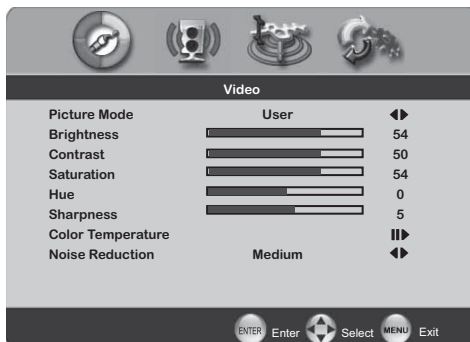 Video
Picture Mode User
Brightness 54
Contrast 50
Saturation 54
Hue 0
Sharpness 5
Color Temperature
Noise Reduction Medium
ENTER Enter Select MENU Exit